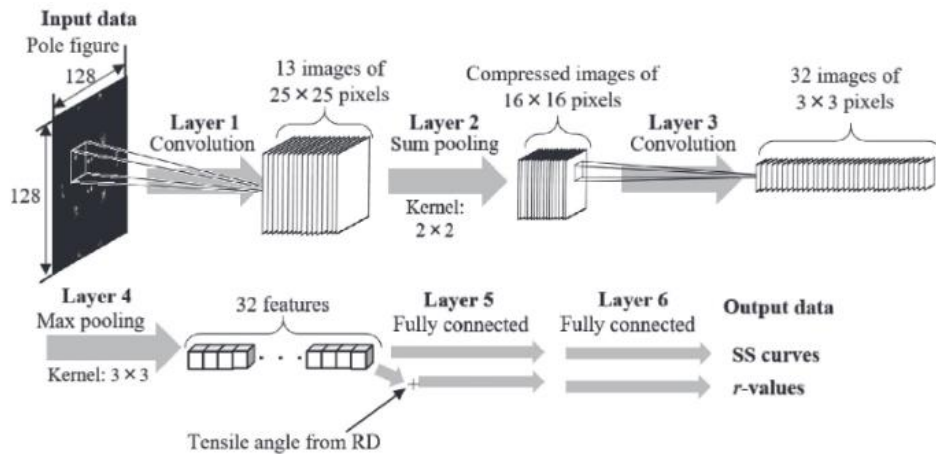 Input data
Pole figure
128
128
Layer 1
Convolution
13 images of
25 × 25 pixels
Layer 2
Sum pooling
Kernel:
2 × 2
Compressed images of
16 × 16 pixels
Layer 3
Convolution
32 images of
3 × 3 pixels
Layer 4
Max pooling
Kernel: 3 × 3
32 features
. . .
+
Tensile angle from RD
Layer 5
Fully connected
Layer 6
Fully connected
Output data
SS curves
r-values